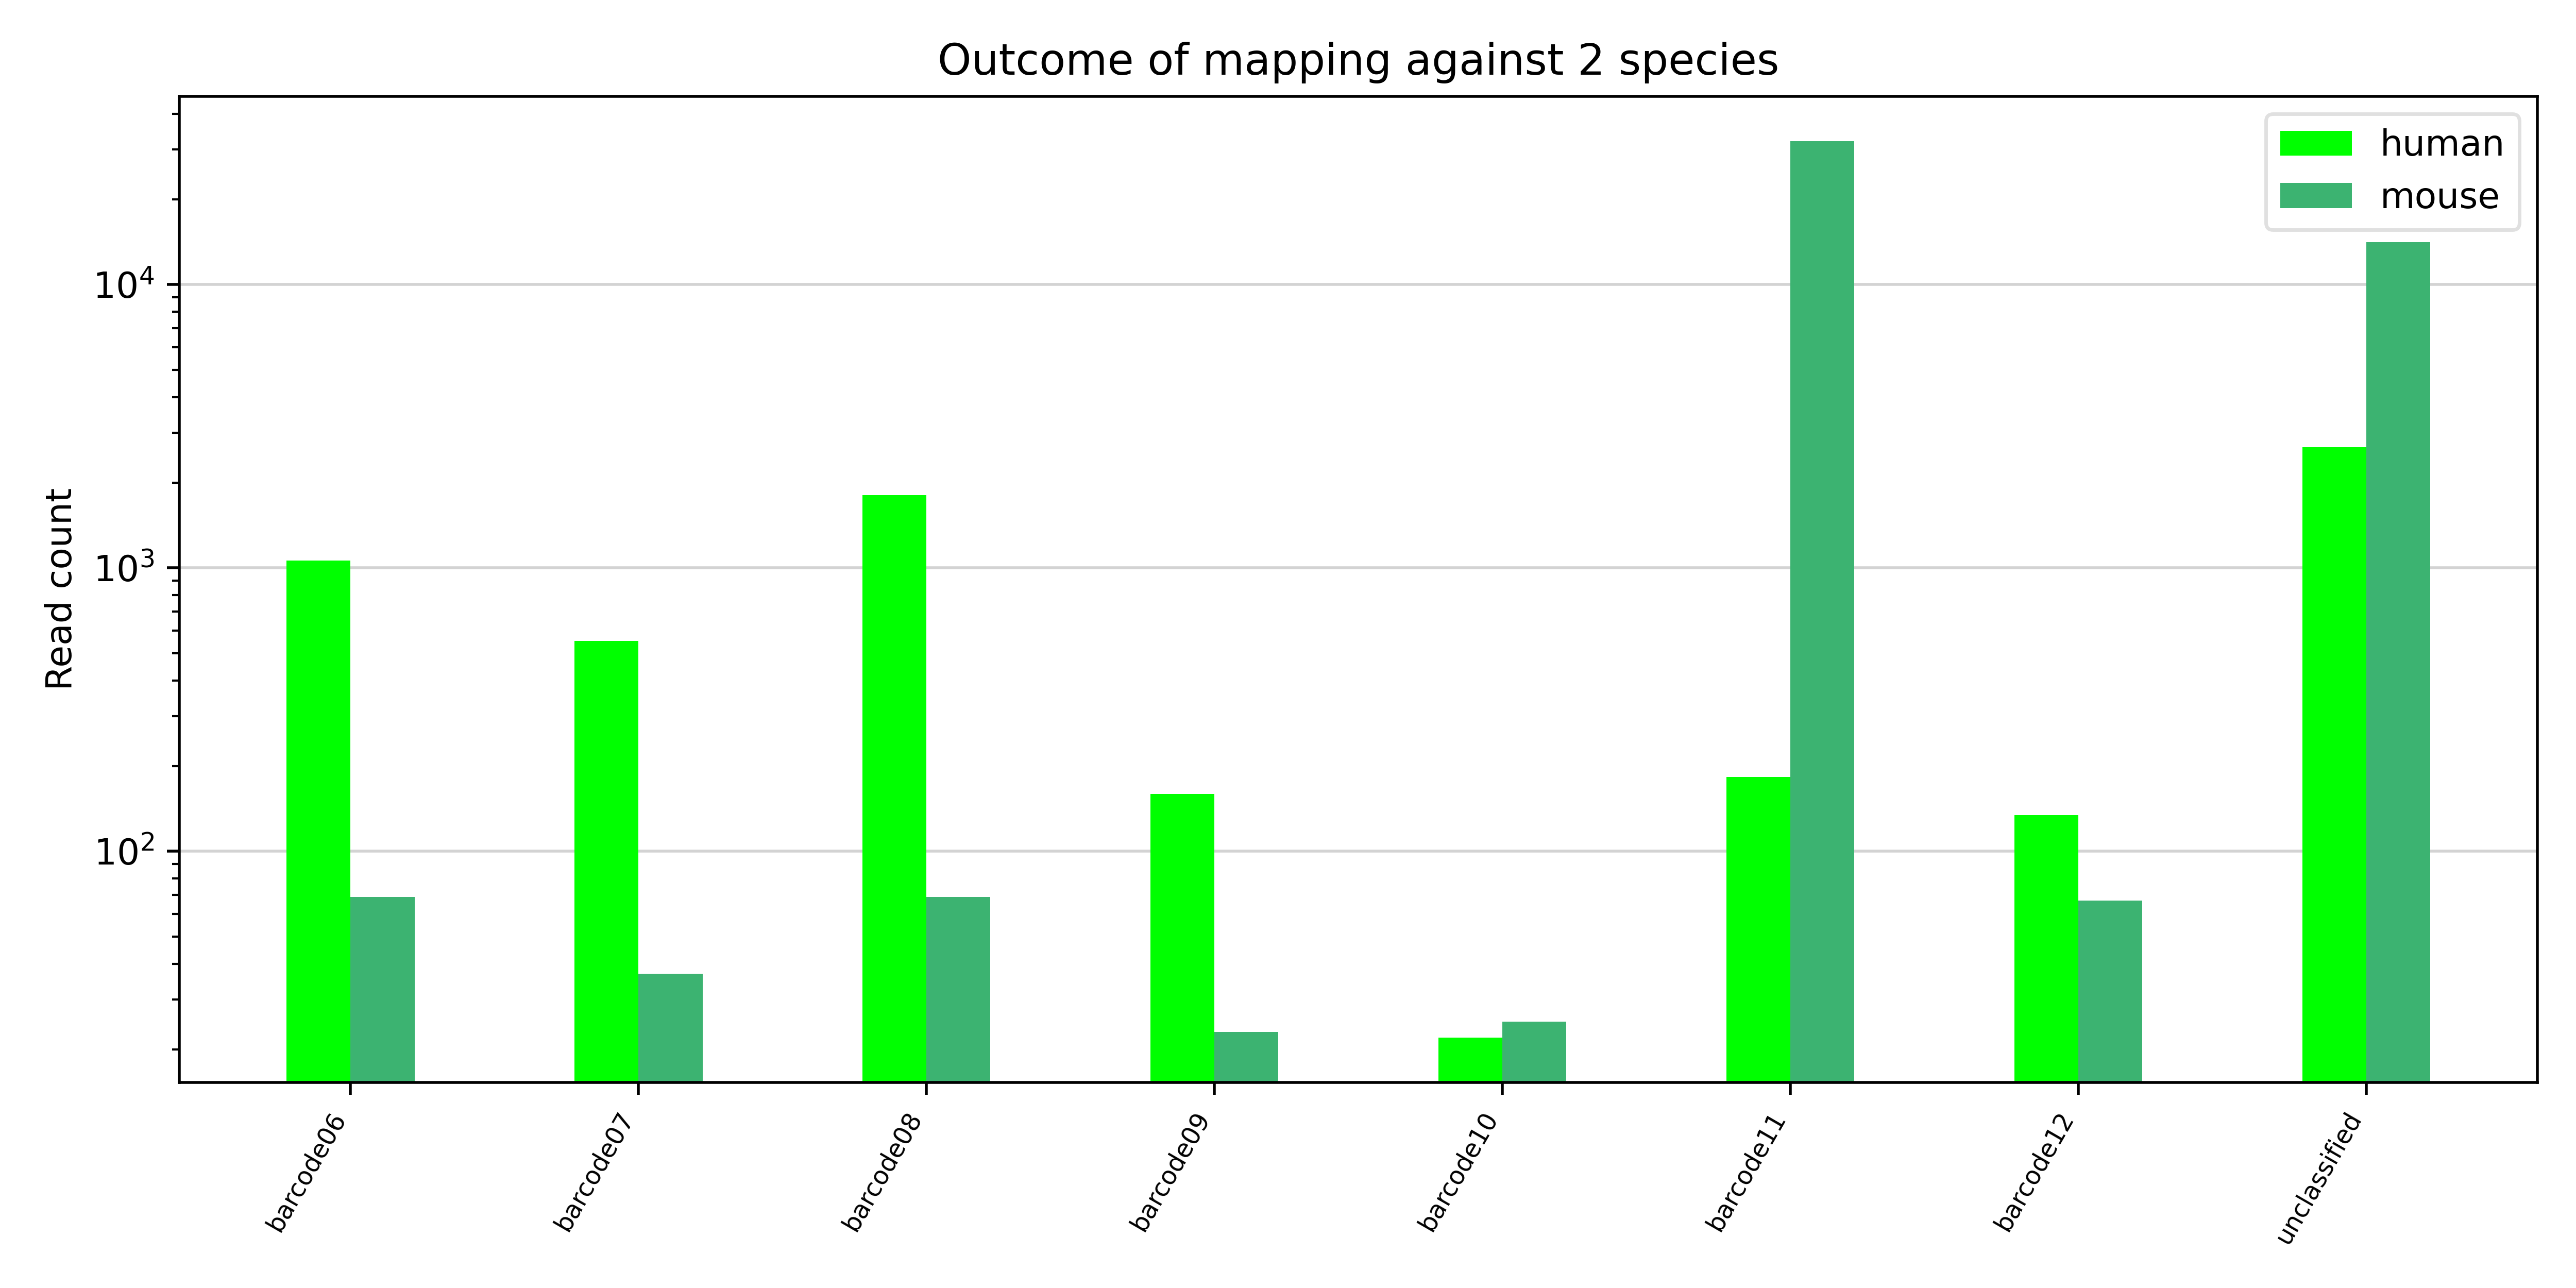 Outcome of mapping against 2 species
human
mouse
Read count
10⁴
10³
10²
barcode06
barcode07
barcode08
barcode09
barcode10
barcode11
barcode12
unclassified